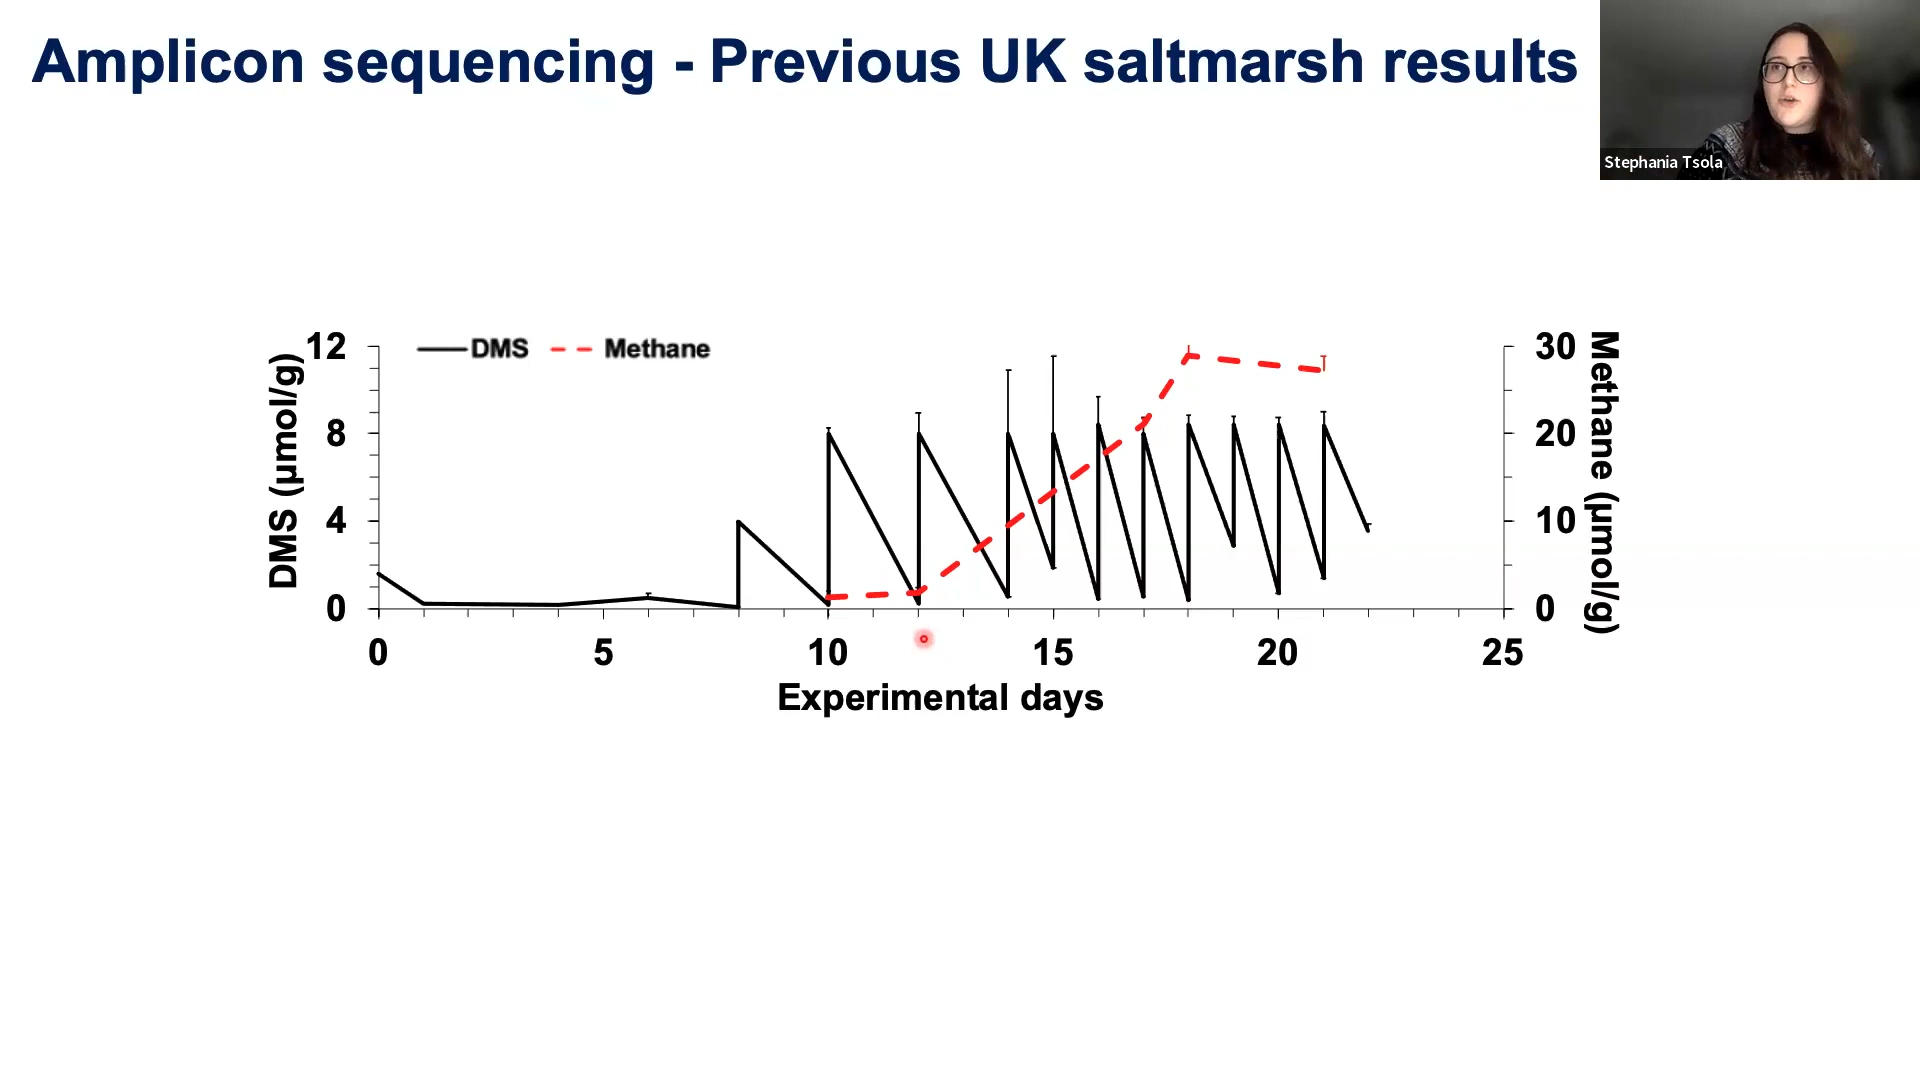 Amplicon sequencing - Previous UK saltmarsh results
Stephania Tsola
DMS
Methane
DMS (µmol/g)
12
8
4
0
30
20
10
0
Methane (µmol/g)
0
5
10
15
20
25
Experimental days